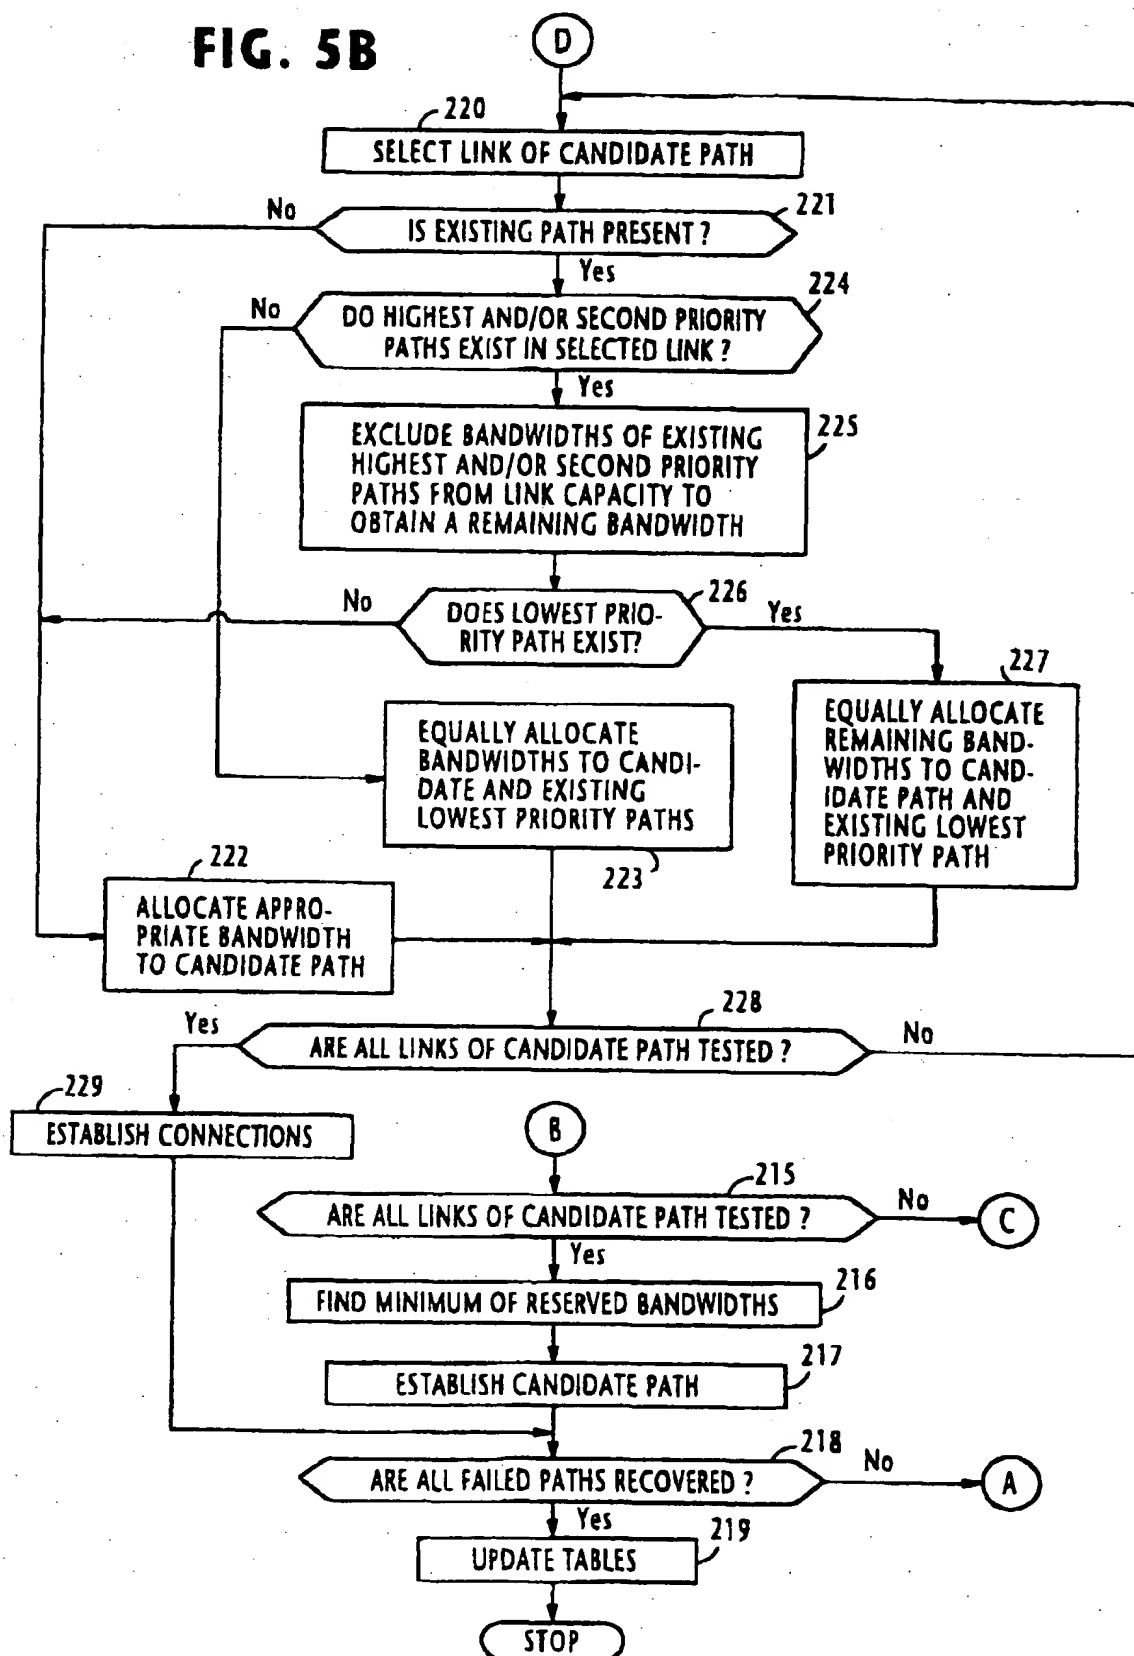 FIG. 5B
D
220
SELECT LINK OF CANDIDATE PATH
221
No
IS EXISTING PATH PRESENT ?
Yes
224
No
DO HIGHEST AND/OR SECOND PRIORITY
PATHS EXIST IN SELECTED LINK ?
Yes
225
EXCLUDE BANDWIDTHS OF EXISTING
HIGHEST AND/OR SECOND PRIORITY
PATHS FROM LINK CAPACITY TO
OBTAIN A REMAINING BANDWIDTH
226
No
DOES LOWEST PRIO-
RITY PATH EXIST?
Yes
227
EQUALLY ALLOCATE
REMAINING BAND-
WIDTHS TO CAND-
IDATE PATH AND
EXISTING LOWEST
PRIORITY PATH
EQUALLY ALLOCATE
BANDWIDTHS TO CANDI-
DATE AND EXISTING
LOWEST PRIORITY PATHS
223
222
ALLOCATE APPRO-
PRIATE BANDWIDTH
TO CANDIDATE PATH
228
Yes
ARE ALL LINKS OF CANDIDATE PATH TESTED ?
No
229
ESTABLISH CONNECTIONS
B
215
ARE ALL LINKS OF CANDIDATE PATH TESTED ?
No
C
Yes
216
FIND MINIMUM OF RESERVED BANDWIDTHS
217
ESTABLISH CANDIDATE PATH
218
ARE ALL FAILED PATHS RECOVERED ?
No
A
Yes
219
UPDATE TABLES
STOP